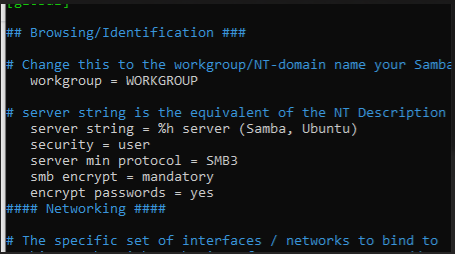 ## Browsing/Identification ###
# Change this to the workgroup/NT-domain name your Samba
workgroup = WORKGROUP
# server string is the equivalent of the NT Description
server string = %h server (Samba, Ubuntu)
security = user
server min protocol = SMB3
smb encrypt = mandatory
encrypt passwords = yes
#### Networking ####
# The specific set of interfaces / networks to bind to